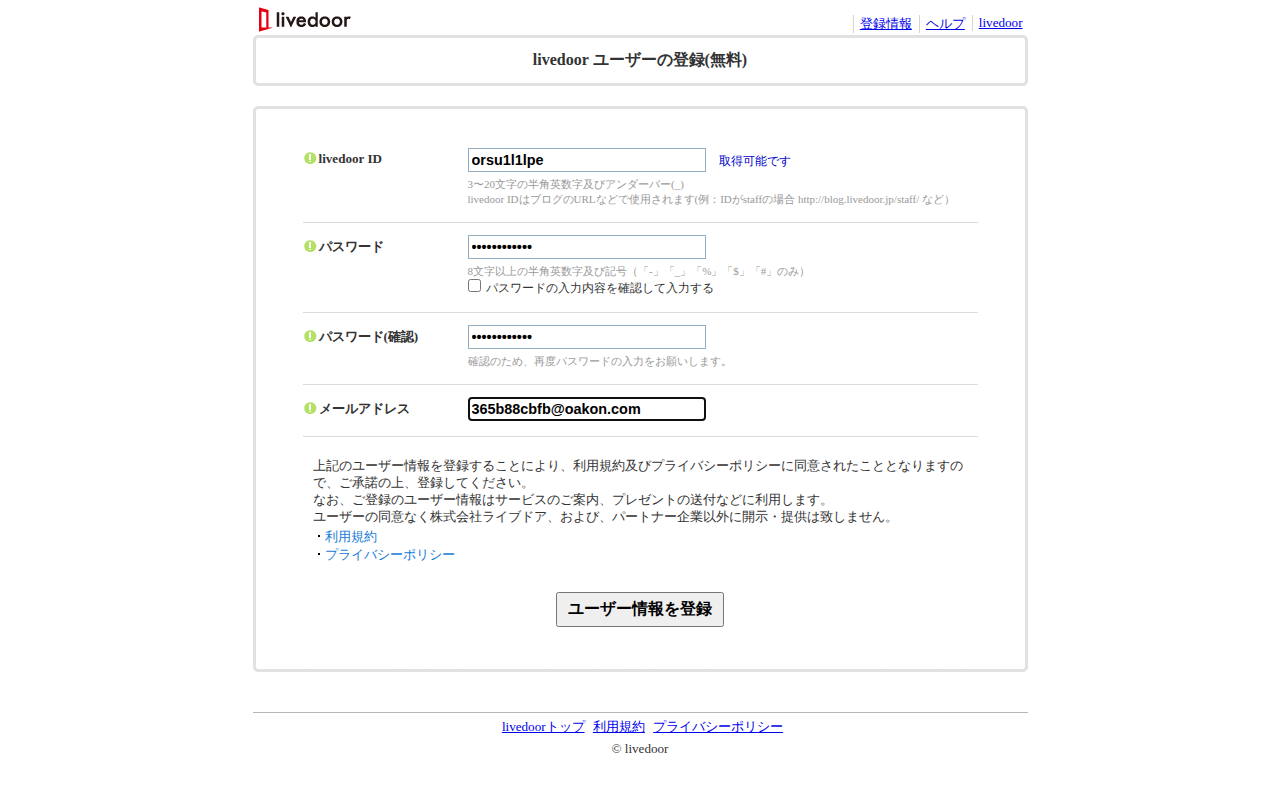 livedoor
登録情報 ヘルプ livedoor
livedoor ユーザーの登録(無料)
livedoor ID
orsu1l1lpe 取得可能です
3〜20文字の半角英数字及びアンダーバー(_)
livedoor IDはブログのURLなどで使用されます(例：IDがstaffの場合 http://blog.livedoor.jp/staff/ など）
パスワード
••••••••••••
8文字以上の半角英数字及び記号（「-」「_」「%」「$」「#」のみ）
パスワードの入力内容を確認して入力する
パスワード(確認)
••••••••••••
確認のため、再度パスワードの入力をお願いします。
メールアドレス
365b88cbfb@oakon.com
上記のユーザー情報を登録することにより、利用規約及びプライバシーポリシーに同意されたこととなりますの
で、ご承諾の上、登録してください。
なお、ご登録のユーザー情報はサービスのご案内、プレゼントの送付などに利用します。
ユーザーの同意なく株式会社ライブドア、および、パートナー企業以外に開示・提供は致しません。
・利用規約
・プライバシーポリシー
ユーザー情報を登録
livedoorトップ 利用規約 プライバシーポリシー
© livedoor